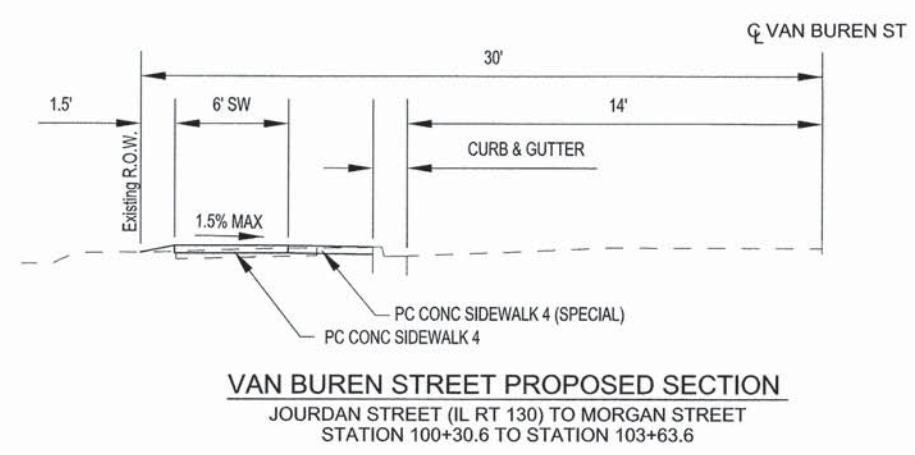 ℄ VAN BUREN ST
30'
1.5'
6' SW
14'
CURB & GUTTER
Existing R.O.W.
1.5% MAX
PC CONC SIDEWALK 4 (SPECIAL)
PC CONC SIDEWALK 4
VAN BUREN STREET PROPOSED SECTION
JOURDAN STREET (IL RT 130) TO MORGAN STREET
STATION 100+30.6 TO STATION 103+63.6